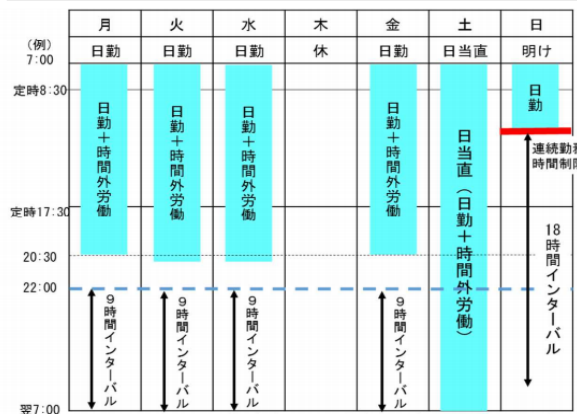 月 火 水 木 金 土 日
(例) 日勤 日勤 日勤 休 日勤 日当直 明け
7:00
定時8:30
定時17:30
20:30
22:00
翌7:00
日勤+時間外労働
9時間インターバル
日勤+時間外労働
9時間インターバル
日勤+時間外労働
9時間インターバル
日勤+時間外労働
9時間インターバル
日当直(日勤+時間外労働)
日勤
連続勤務
時間制限
18時間インターバル